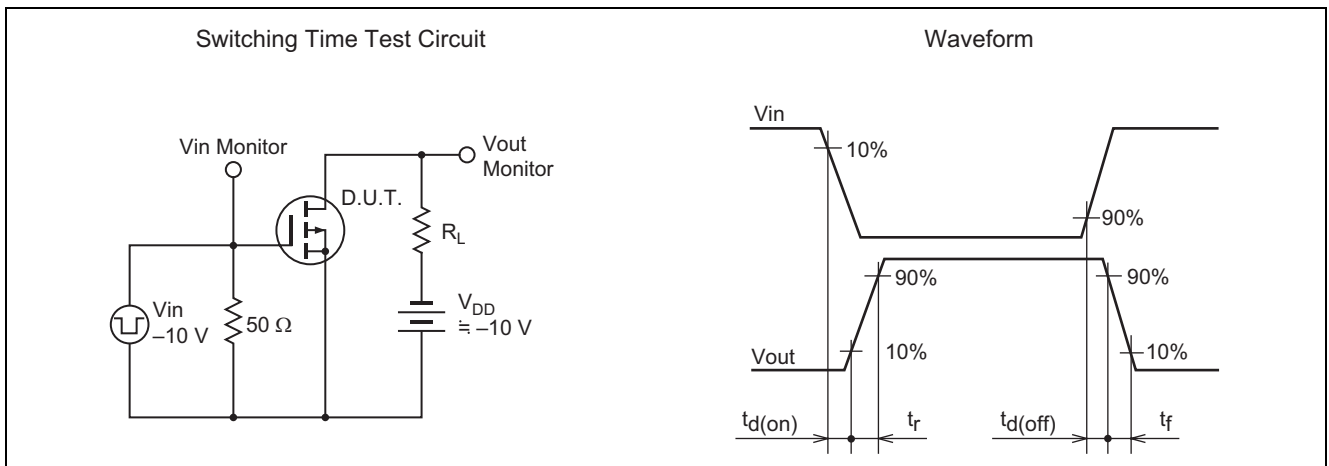 Switching Time Test Circuit
Vin Monitor
Vout
Monitor
D.U.T.
RL
Vin
–10 V
50 Ω
VDD
≒ –10 V
Waveform
Vin
10%
90%
90%
90%
Vout
10%
10%
td(on)
tr
td(off)
tf